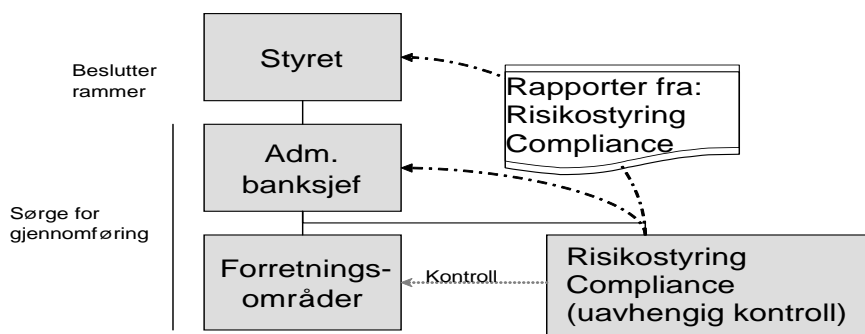 Styret
Beslutter
rammer
Rapporter fra:
Risikostyring
Compliance
Adm.
banksjef
Sørge for
gjennomføring
Forretnings-
områder
Kontroll
Risikostyring
Compliance
(uavhengig kontroll)